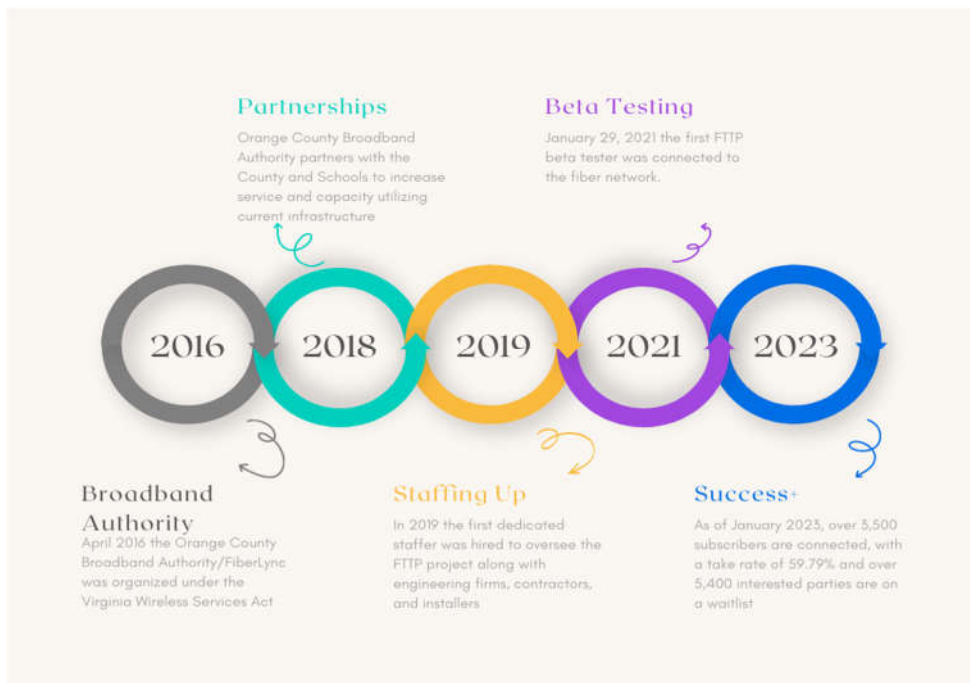 Partnerships
Orange County Broadband
Authority partners with the
County and Schools to increase
service and capacity utilizing
current infrastructure
Beta Testing
January 29, 2021 the first FTTP
beta tester was connected to
the fiber network.
2016
2018
2019
2021
2023
Broadband
Authority
April 2016 the Orange County
Broadband Authority/FiberLync
was organized under the
Virginia Wireless Services Act
Staffing Up
In 2019 the first dedicated
staffer was hired to oversee the
FTTP project along with
engineering firms, contractors,
and installers
Success+
As of January 2023, over 3,500
subscribers are connected, with
a take rate of 59.79% and over
5,400 interested parties are on
a waitlist